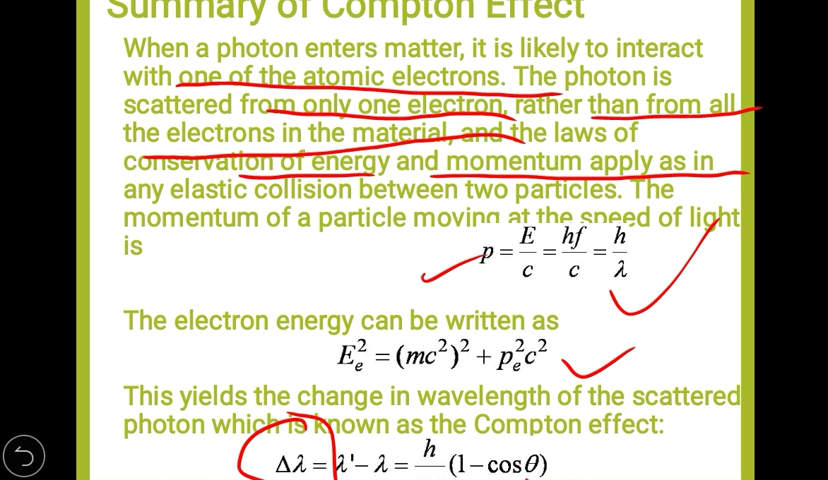 Summary of Compton Effect
When a photon enters matter, it is likely to interact
with one of the atomic electrons. The photon is
scattered from only one electron, rather than from all
the electrons in the material, and the laws of
conservation of energy and momentum apply as in
any elastic collision between two particles. The
momentum of a particle moving at the speed of light
is
p = E/c = hf/c = h/λ
The electron energy can be written as
E_e^2 = (mc^2)^2 + p_e^2c^2
This yields the change in wavelength of the scattered
photon which is known as the Compton effect:
Δλ = λ' − λ = h/ (1 − cosθ)